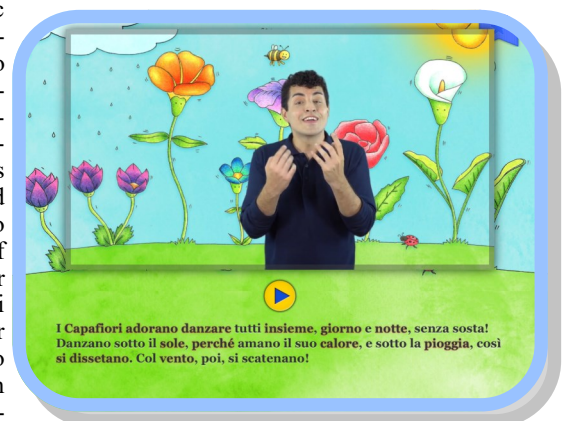 I Capafiori adorano danzare tutti insieme, giorno e notte, senza sosta!
Danzano sotto il sole, perché amano il suo calore, e sotto la pioggia, così
si dissetano. Col vento, poi, si scatenano!